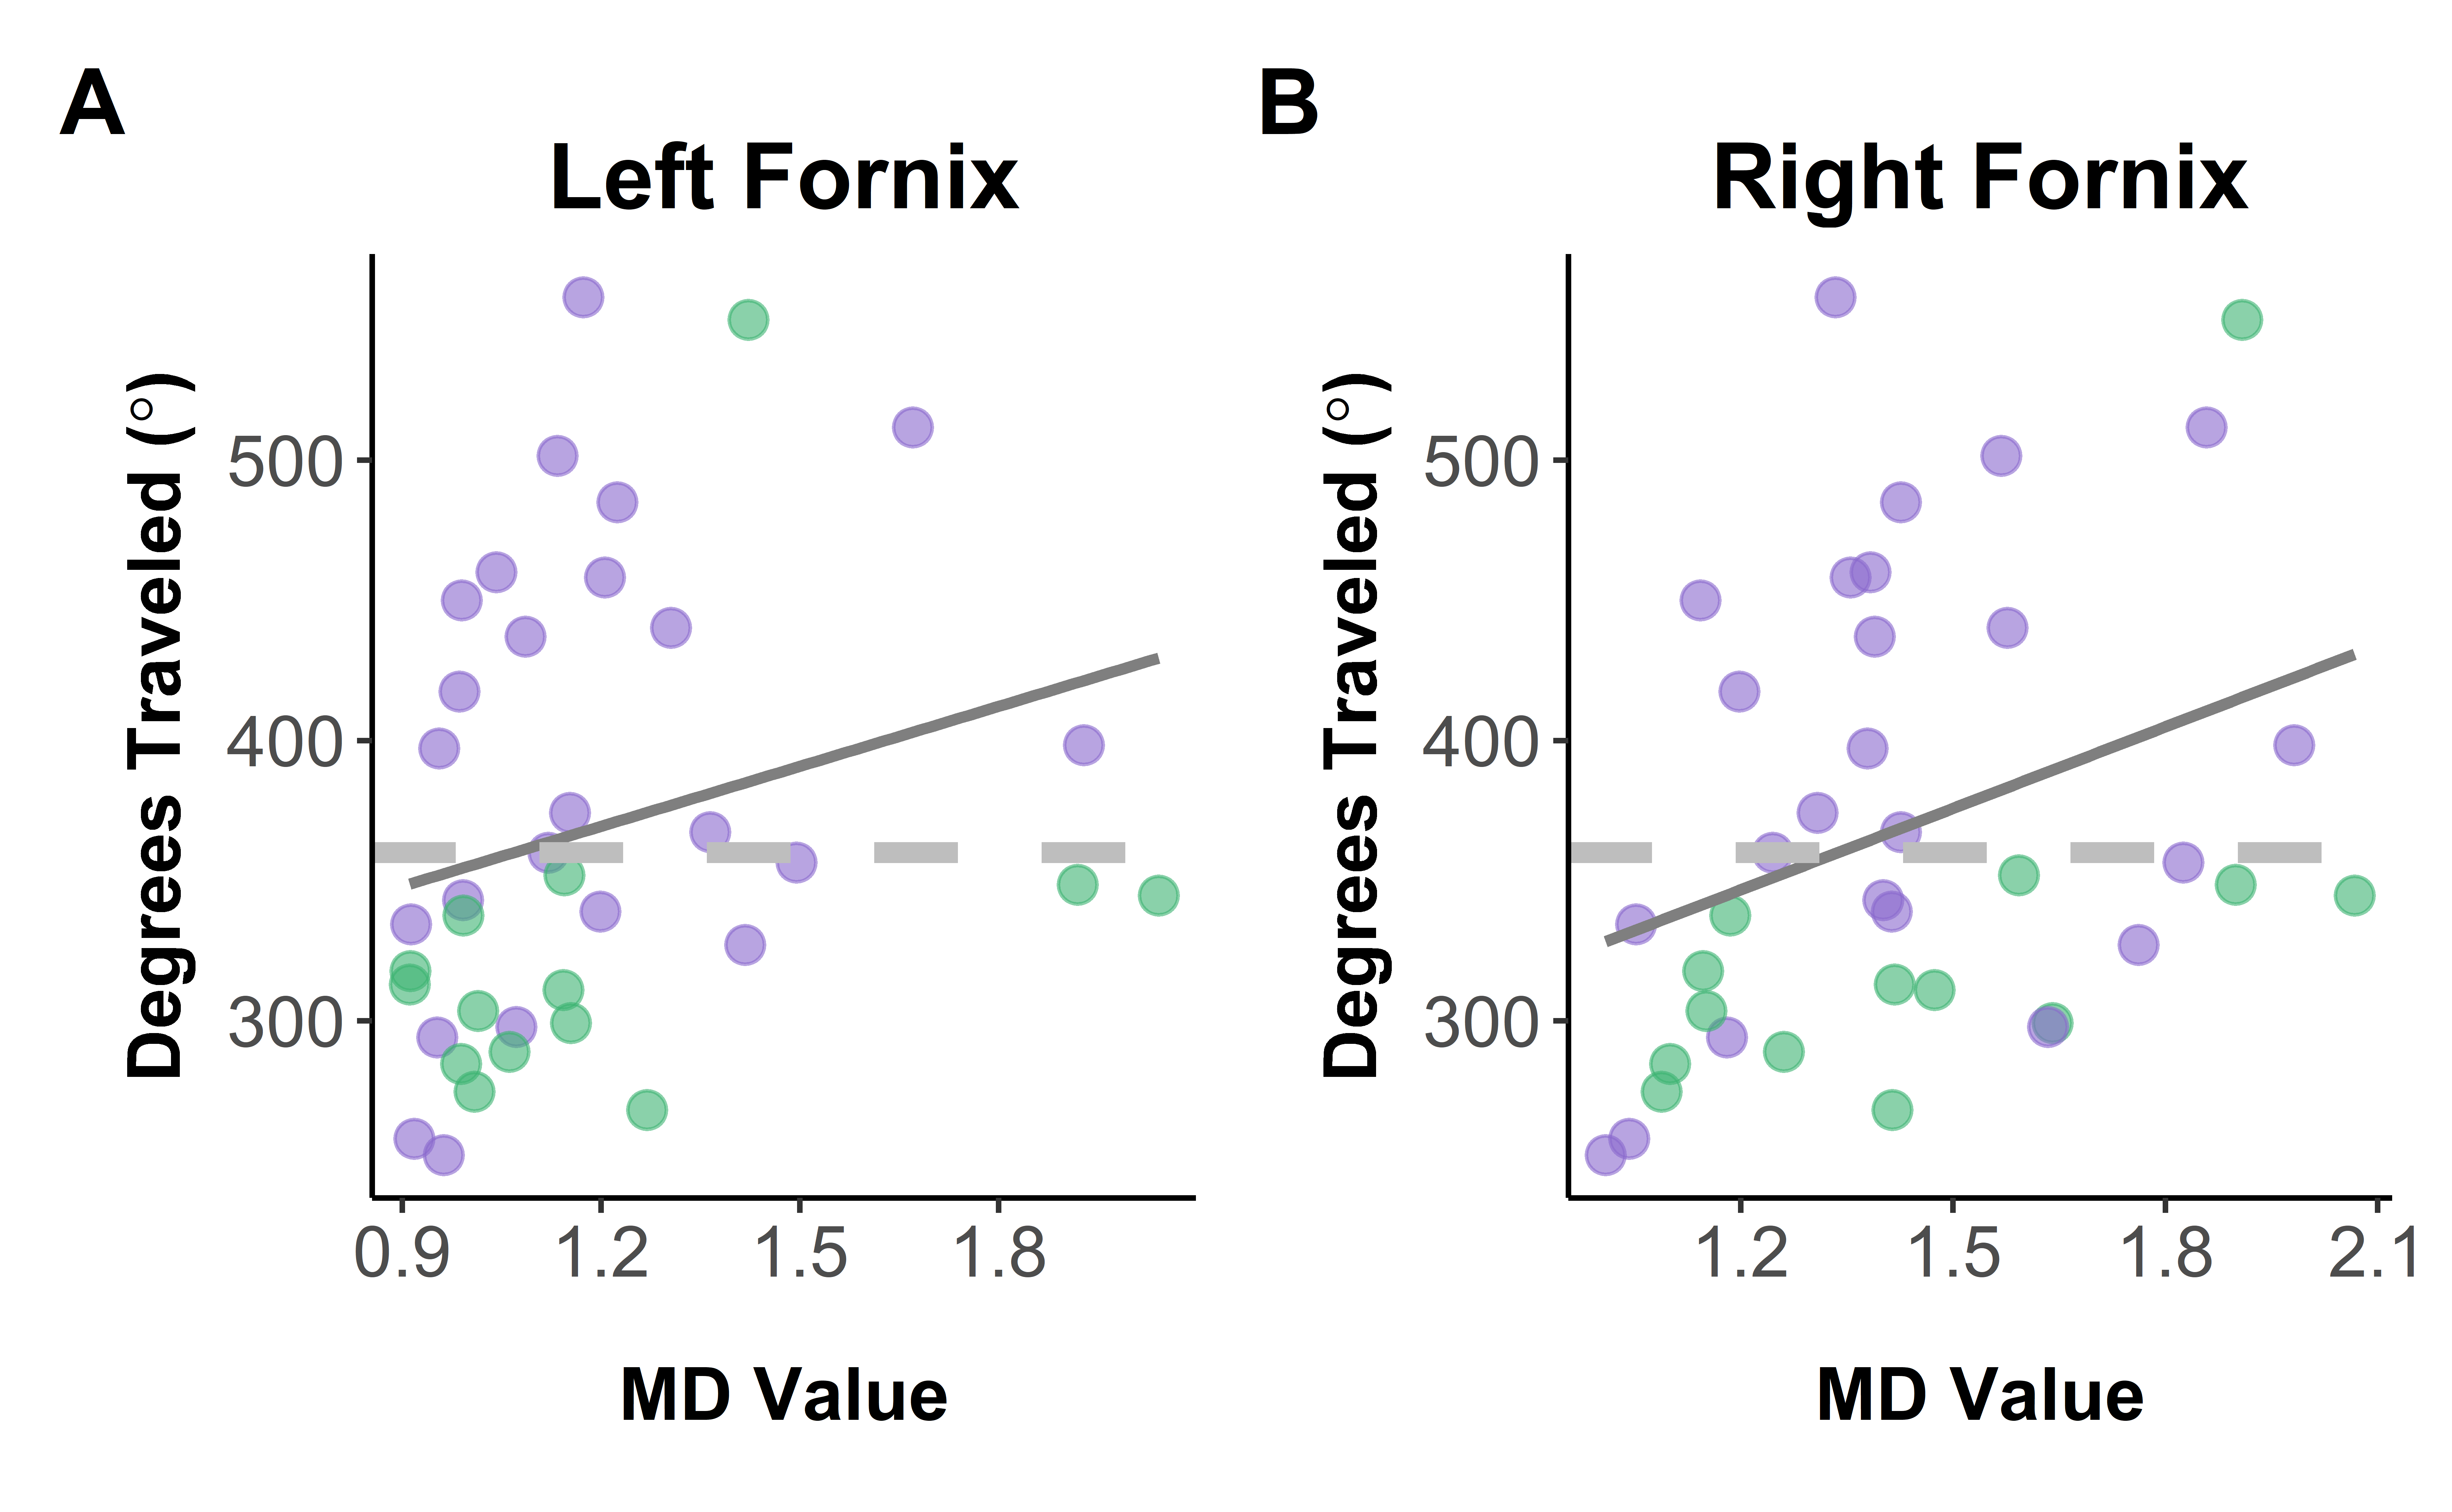 A
B
Left Fornix
Right Fornix
Degrees Traveled (°)
500
400
300
0.9 1.2 1.5 1.8
MD Value
Degrees Traveled (°)
500
400
300
1.2 1.5 1.8 2.1
MD Value